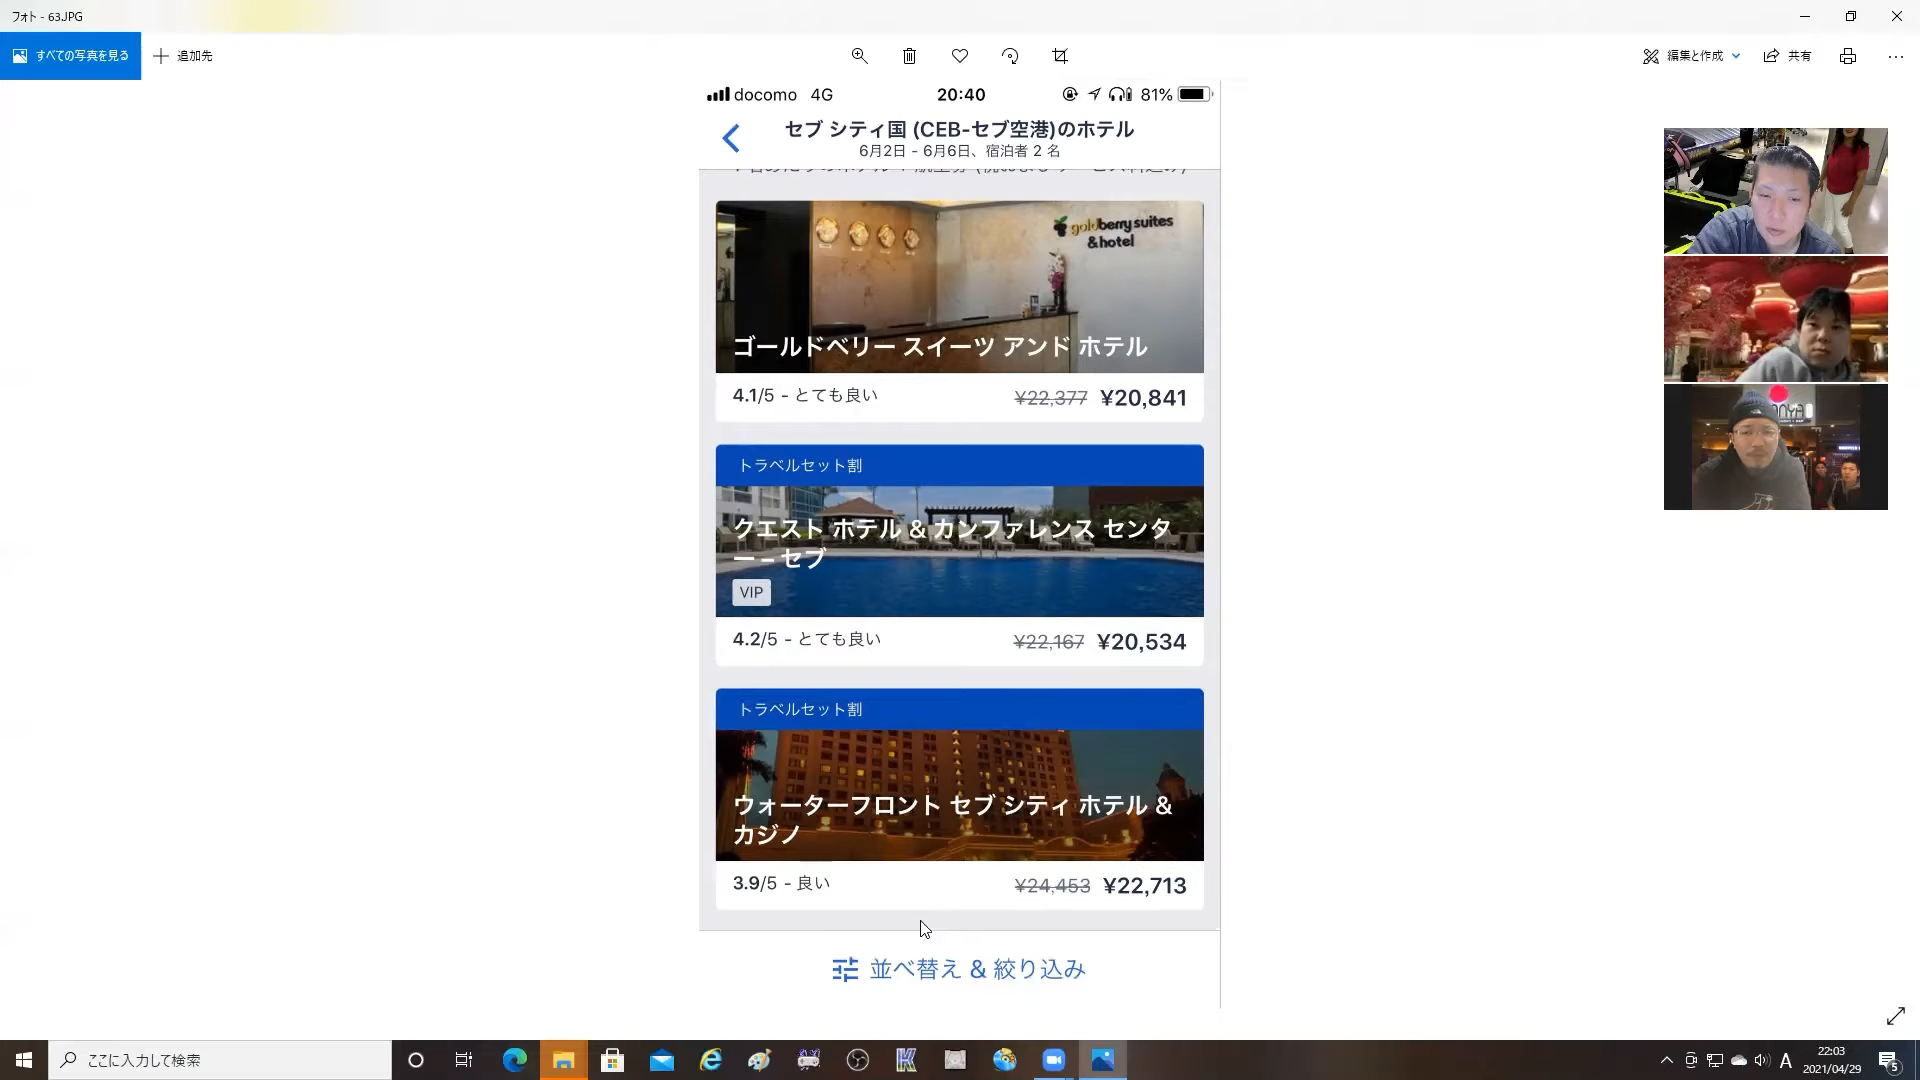 フォト - 63.JPG
すべての写真を見る
追加先
編集と作成
共有
docomo 4G
20:40
81%
セブ シティ国 (CEB-セブ空港)のホテル
6月2日 - 6月6日、宿泊者 2 名
goldberry suites
& hotel
ゴールドベリー スイーツ アンド ホテル
4.1/5 - とても良い
¥22,377 ¥20,841
トラベルセット割
クエスト ホテル & カンファレンス センタ
ー – セブ
VIP
4.2/5 - とても良い
¥22,167 ¥20,534
トラベルセット割
ウォーターフロント セブ シティ ホテル &
カジノ
3.9/5 - 良い
¥24,453 ¥22,713
並べ替え & 絞り込み
ここに入力して検索
A
22:03
2021/04/29
5